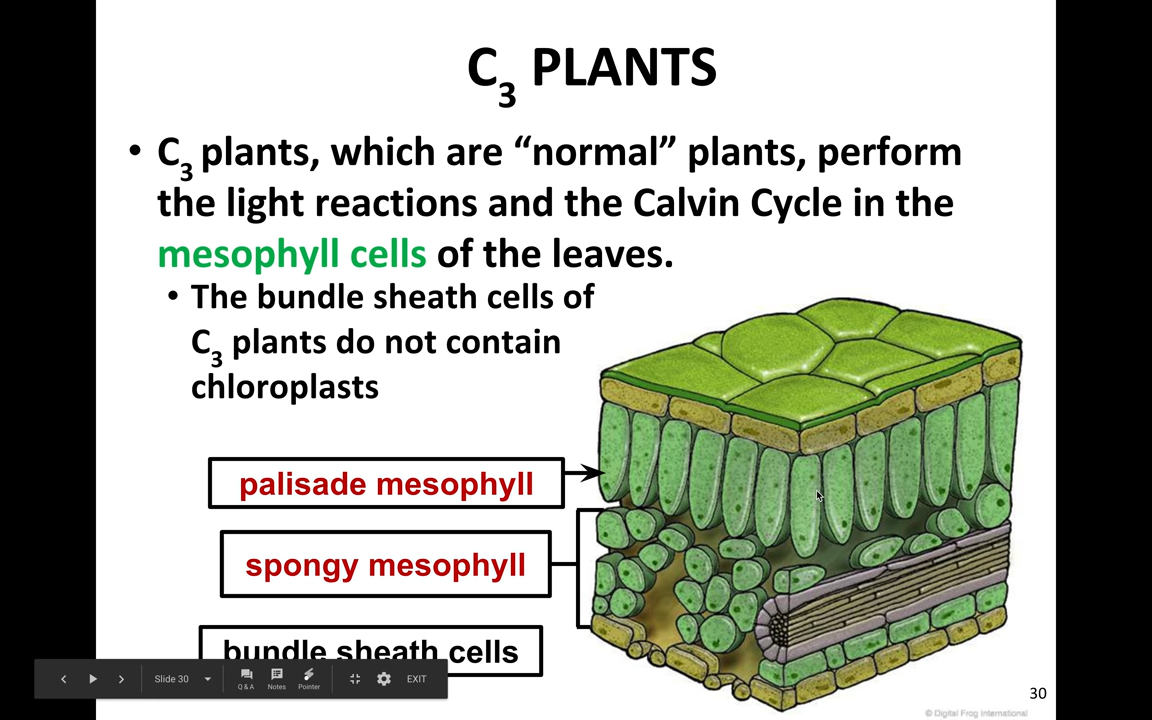 C₃ PLANTS
• C₃ plants, which are “normal” plants, perform
the light reactions and the Calvin Cycle in the
mesophyll cells of the leaves.
• The bundle sheath cells of
C₃ plants do not contain
chloroplasts
palisade mesophyll
spongy mesophyll
bundle sheath cells
Slide 30
Q & A
Notes
Pointer
EXIT
30
© Digital Frog International